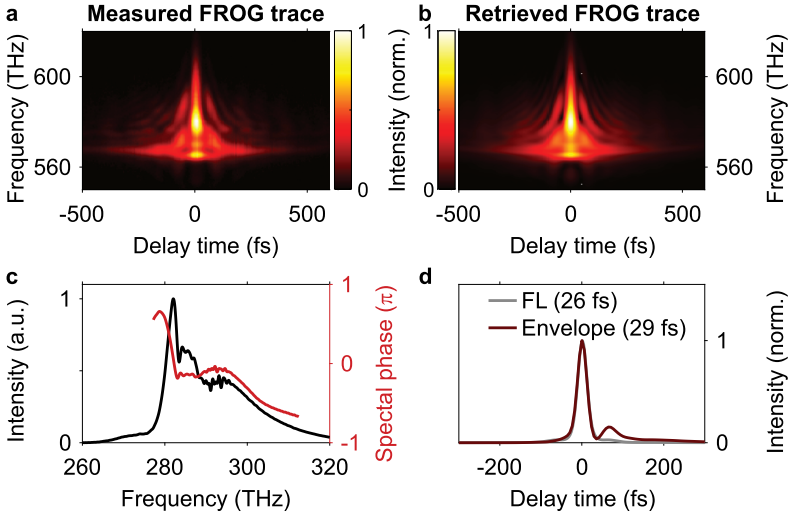 a Measured FROG trace
b Retrieved FROG trace
Frequency (THz)
600
560
-500 0 500
Delay time (fs)
1
0
Intensity (norm.)
1
0
600
560
Frequency (THz)
-500 0 500
Delay time (fs)
c
Intensity (a.u.)
1
0
260 280 300 320
Frequency (THz)
1
0
-1
Spectal phase (π)
d
FL (26 fs)
Envelope (29 fs)
1
0
Intensity (norm.)
-200 0 200
Delay time (fs)